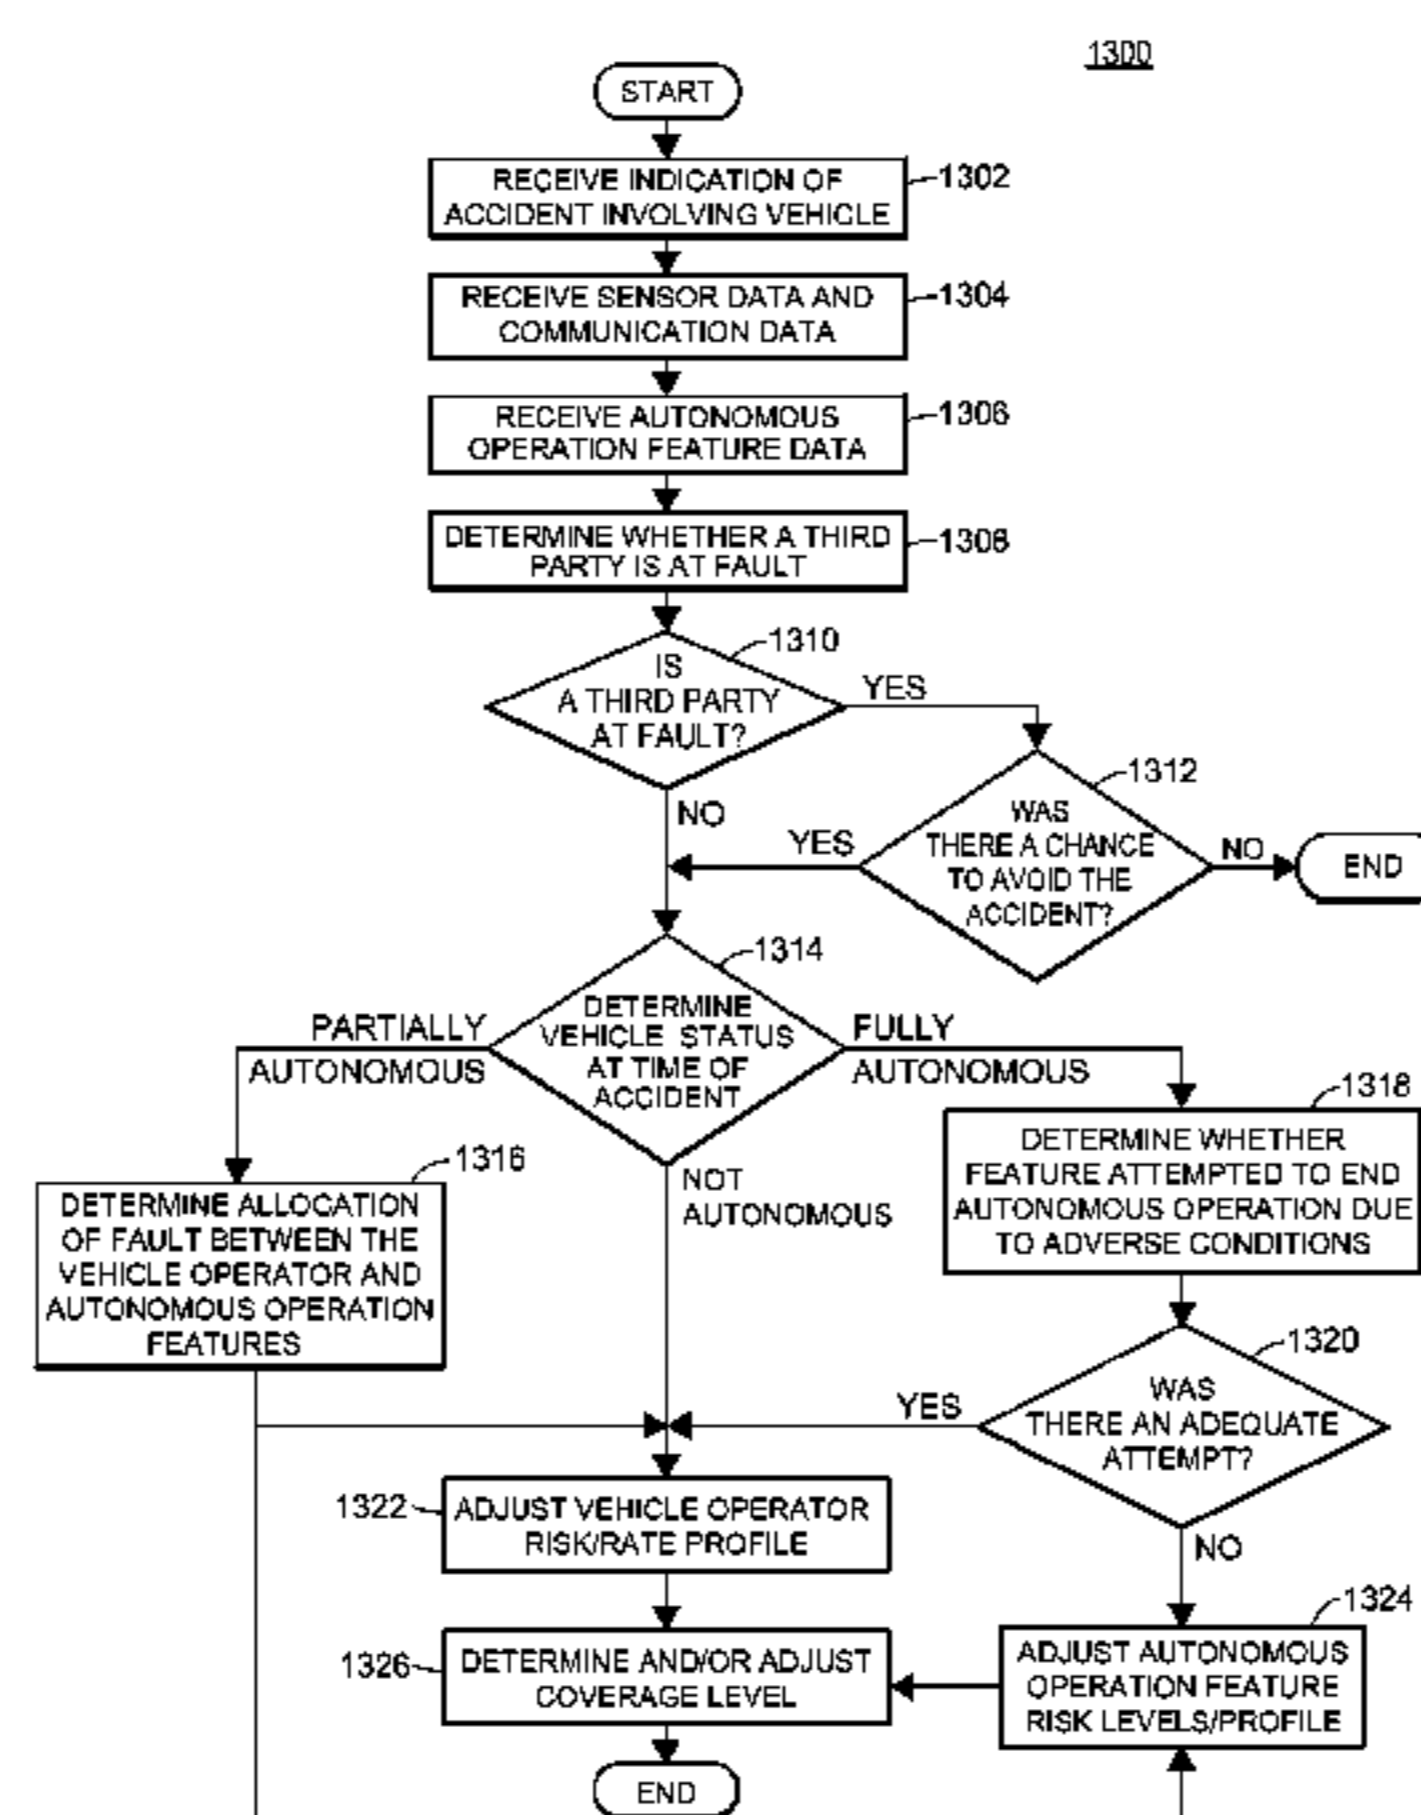 1300
START
RECEIVE INDICATION OF
ACCIDENT INVOLVING VEHICLE
1302
RECEIVE SENSOR DATA AND
COMMUNICATION DATA
1304
RECEIVE AUTONOMOUS
OPERATION FEATURE DATA
1306
DETERMINE WHETHER A THIRD
PARTY IS AT FAULT
1308
1310
IS
A THIRD PARTY
AT FAULT?
YES
NO
1312
WAS
THERE A CHANCE
TO AVOID THE
ACCIDENT?
YES
NO
END
1314
DETERMINE
VEHICLE STATUS
AT TIME OF
ACCIDENT
PARTIALLY
AUTONOMOUS
FULLY
AUTONOMOUS
NOT
AUTONOMOUS
1316
DETERMINE ALLOCATION
OF FAULT BETWEEN THE
VEHICLE OPERATOR AND
AUTONOMOUS OPERATION
FEATURES
1318
DETERMINE WHETHER
FEATURE ATTEMPTED TO END
AUTONOMOUS OPERATION DUE
TO ADVERSE CONDITIONS
1320
WAS
THERE AN ADEQUATE
ATTEMPT?
YES
NO
1322
ADJUST VEHICLE OPERATOR
RISK/RATE PROFILE
1324
ADJUST AUTONOMOUS
OPERATION FEATURE
RISK LEVELS/PROFILE
1326
DETERMINE AND/OR ADJUST
COVERAGE LEVEL
END